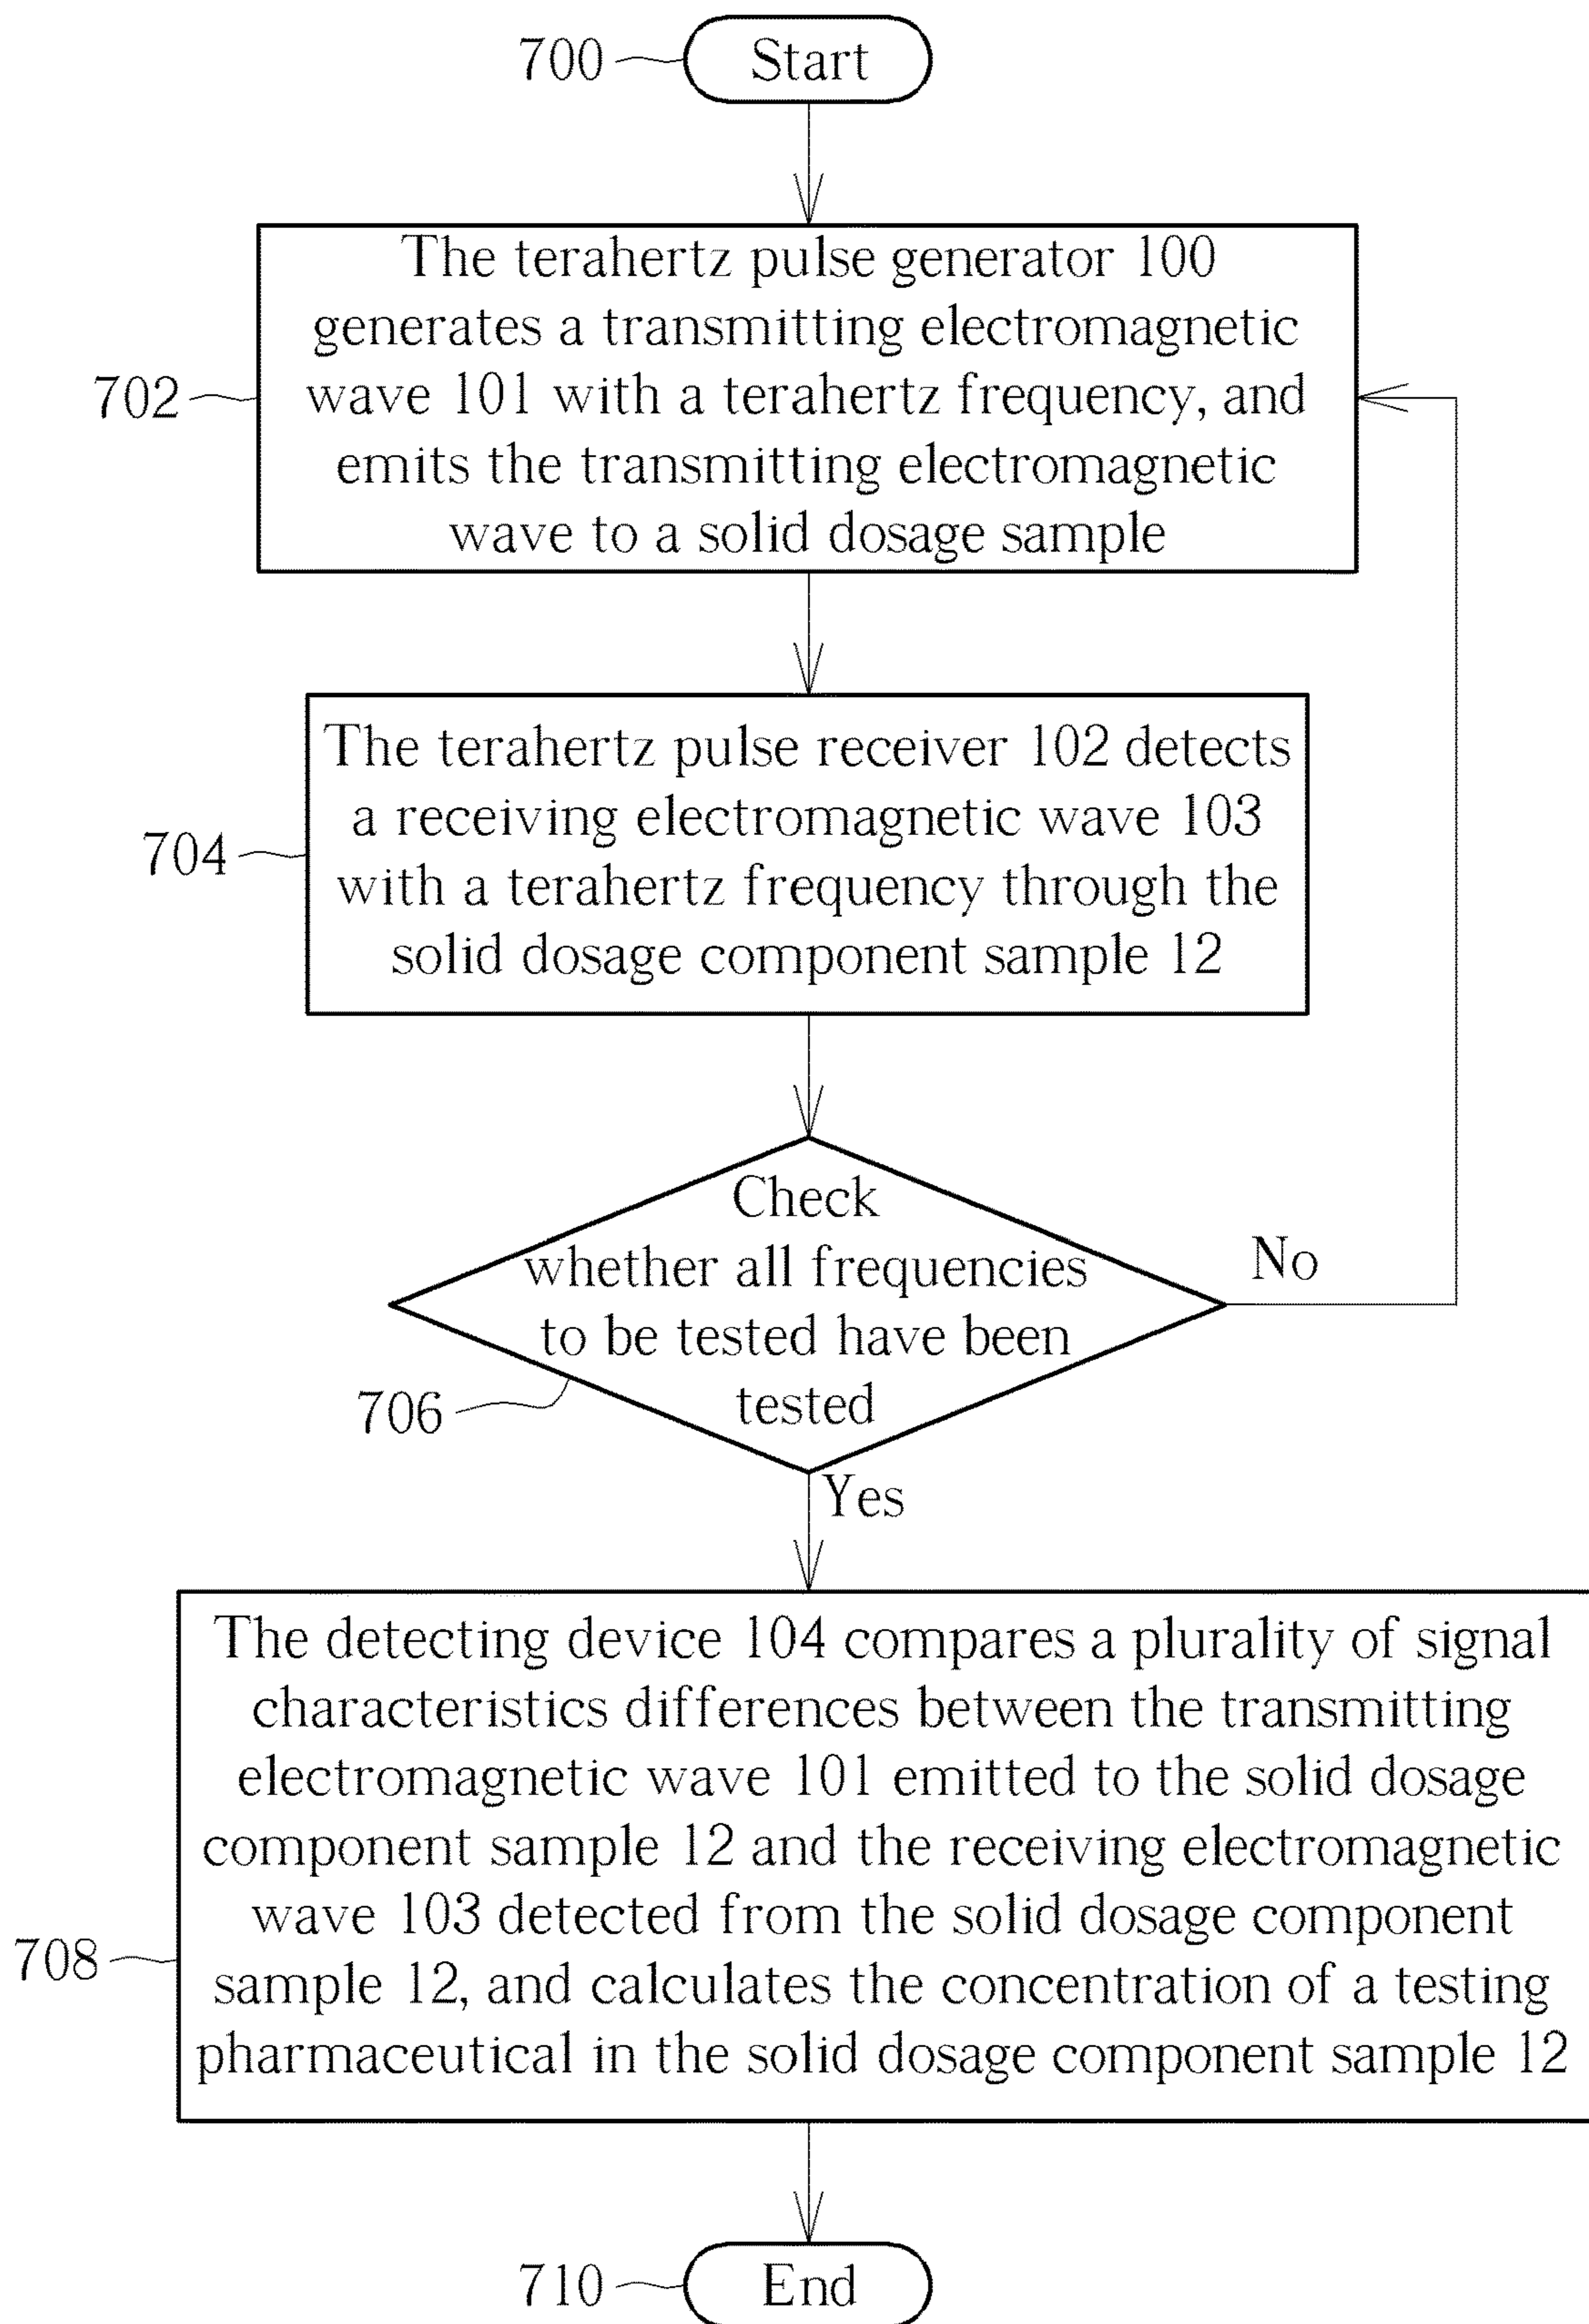 700
Start
The terahertz pulse generator 100
generates a transmitting electromagnetic
wave 101 with a terahertz frequency, and
emits the transmitting electromagnetic
wave to a solid dosage sample
702
The terahertz pulse receiver 102 detects
a receiving electromagnetic wave 103
with a terahertz frequency through the
solid dosage component sample 12
704
Check
whether all frequencies
to be tested have been
tested
706
No
Yes
The detecting device 104 compares a plurality of signal
characteristics differences between the transmitting
electromagnetic wave 101 emitted to the solid dosage
component sample 12 and the receiving electromagnetic
wave 103 detected from the solid dosage component
sample 12, and calculates the concentration of a testing
pharmaceutical in the solid dosage component sample 12
708
710
End